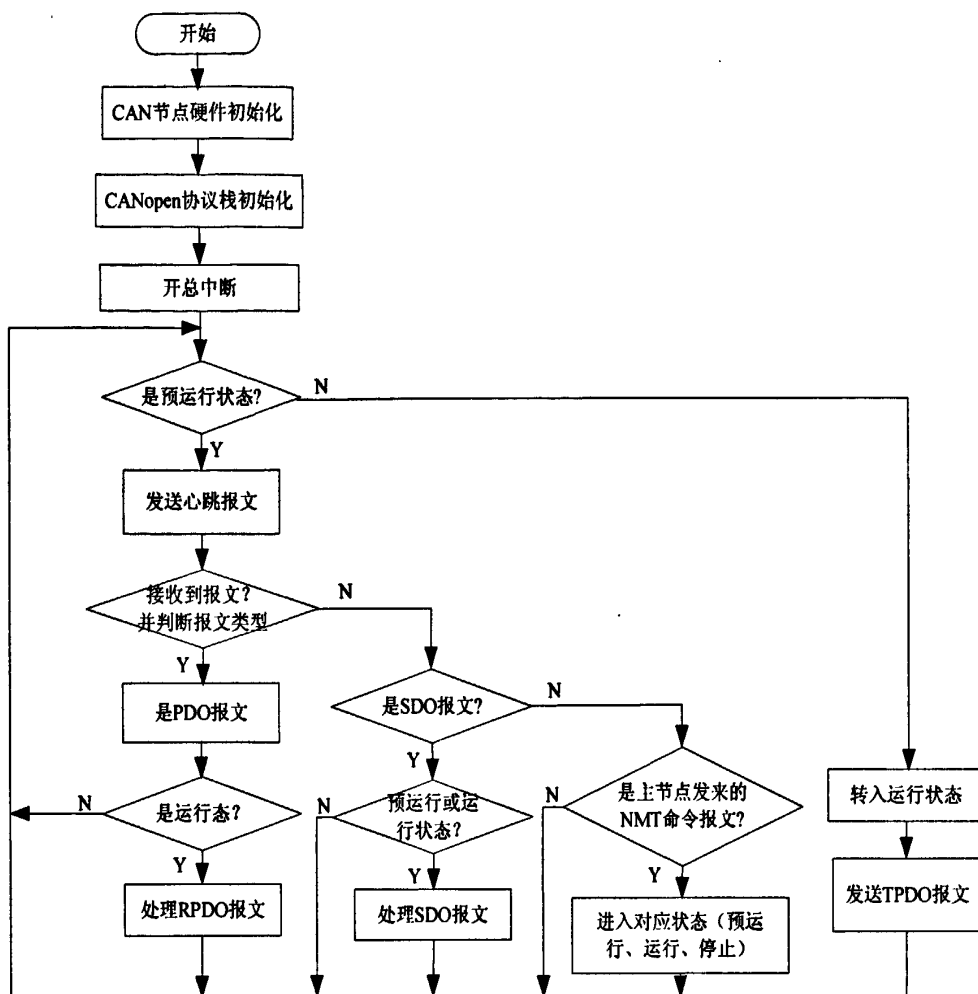 开始
CAN节点硬件初始化
CANopen协议栈初始化
开总中断
是预运行状态?
N
Y
发送心跳报文
接收到报文?
并判断报文类型
N
Y
是PDO报文
是SDO报文?
N
Y
是运行态?
N
Y
预运行或运
行状态?
N
Y
是主节点发来的
NMT命令报文?
N
Y
转入运行状态
处理RPDO报文
处理SDO报文
进入对应状态（预运
行、运行、停止）
发送TPDO报文